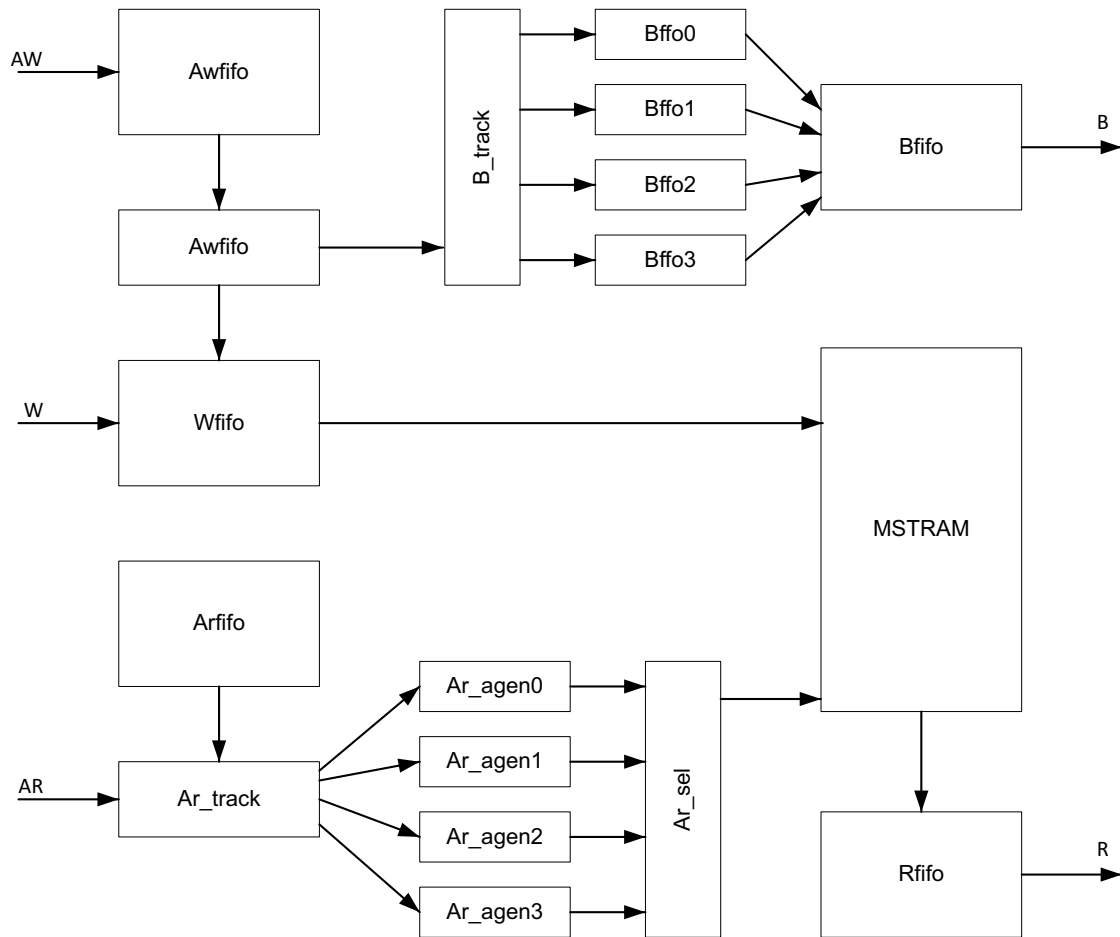 AW
Awfifo
Awfifo
W
Wfifo
B_track
Bffo0
Bffo1
Bffo2
Bffo3
Bfifo
B
MSTRAM
Arfifo
AR
Ar_track
Ar_agen0
Ar_agen1
Ar_agen2
Ar_agen3
Ar_sel
Rfifo
R